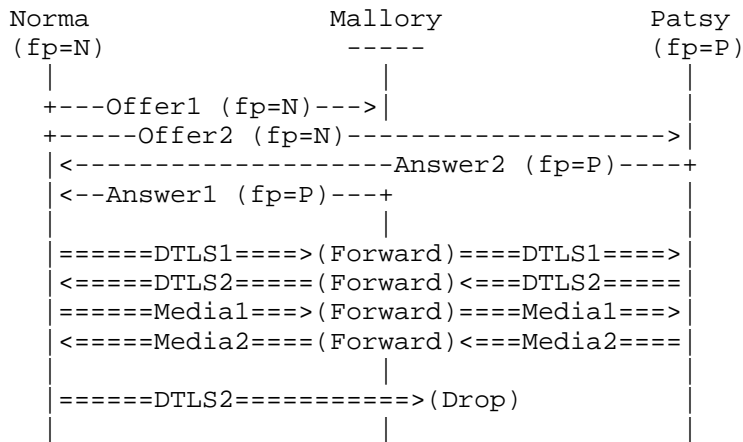 Norma                   Mallory                 Patsy
(fp=N)                   -----                  (fp=P)
  |                        |                      |
  +---Offer1 (fp=N)--->|                      |
  +-----Offer2 (fp=N)-------------------->|
  |<--------------------Answer2 (fp=P)----+
  |<--Answer1 (fp=P)---+                      |
  |                        |                      |
  |======DTLS1====>(Forward)====DTLS1====>|
  |<=====DTLS2=====(Forward)<===DTLS2=====|
  |======Media1===>(Forward)====Media1===>|
  |<=====Media2====(Forward)<===Media2====|
  |                        |                      |
  |======DTLS2===========>(Drop)              |
  |                        |                      |